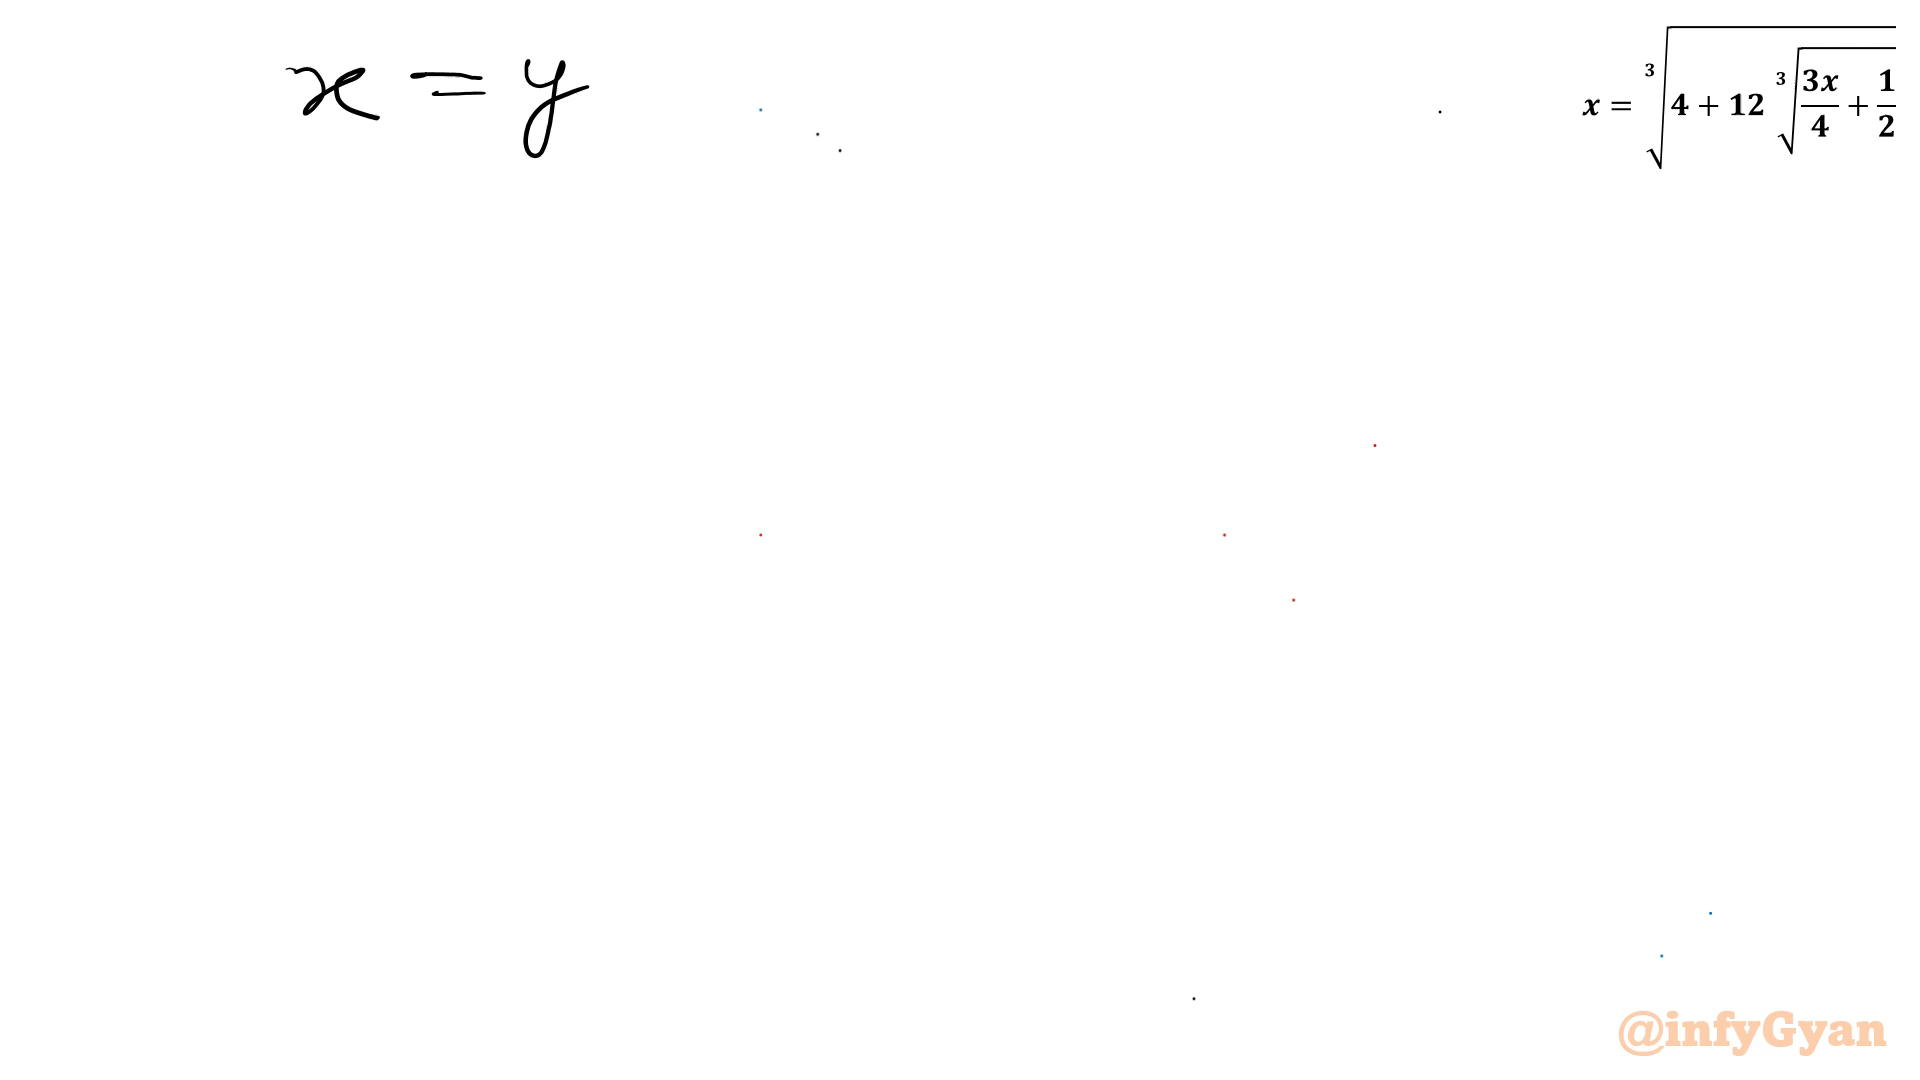 x = y
x = ∛(4 + 12 ∛(3x/4 + 1/2))
@infyGyan